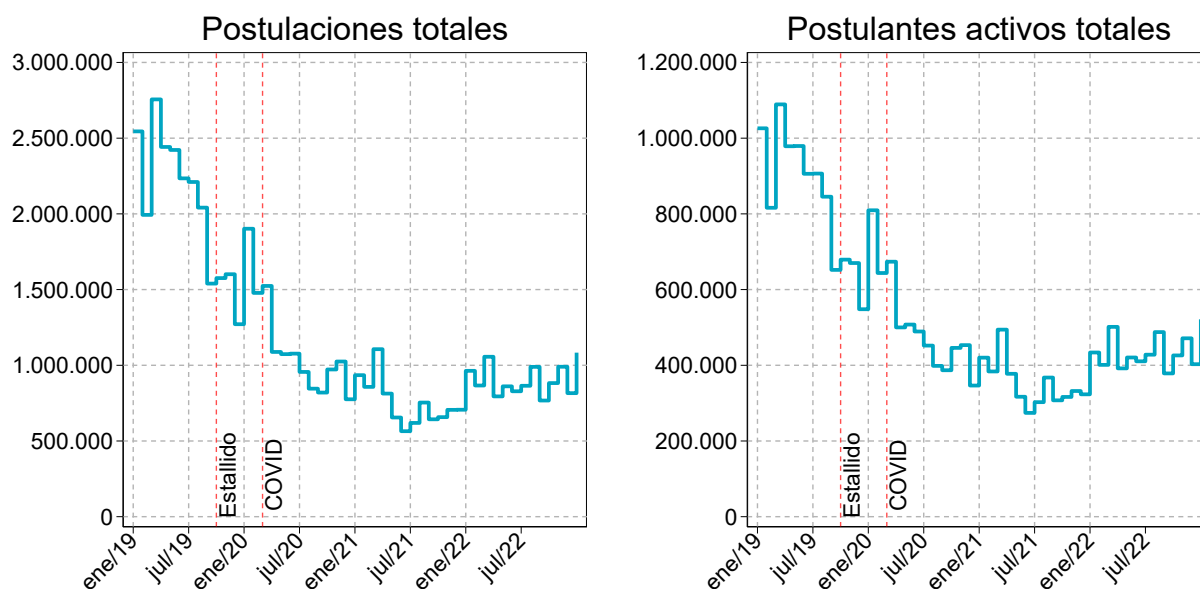 Postulaciones totales
3.000.000
2.500.000
2.000.000
1.500.000
1.000.000
500.000
0
Estallido
COVID
ene/19
jul/19
ene/20
jul/20
ene/21
jul/21
ene/22
jul/22
Postulantes activos totales
1.200.000
1.000.000
800.000
600.000
400.000
200.000
0
Estallido
COVID
ene/19
jul/19
ene/20
jul/20
ene/21
jul/21
ene/22
jul/22